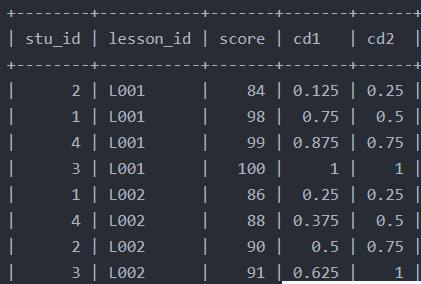 +--------+-----------+-------+-------+------+
| stu_id | lesson_id | score | cd1   | cd2  |
+--------+-----------+-------+-------+------+
|      2 | L001      |    84 | 0.125 | 0.25 |
|      1 | L001      |    98 |  0.75 |  0.5 |
|      4 | L001      |    99 | 0.875 | 0.75 |
|      3 | L001      |   100 |     1 |    1 |
|      1 | L002      |    86 |  0.25 | 0.25 |
|      4 | L002      |    88 | 0.375 |  0.5 |
|      2 | L002      |    90 |   0.5 | 0.75 |
|      3 | L002      |    91 | 0.625 |    1 |